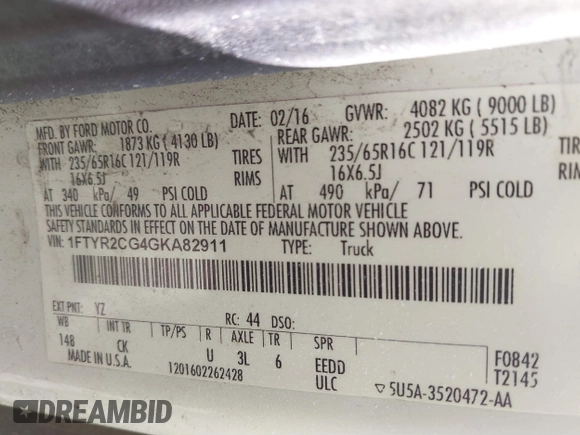 MFD. BY FORD MOTOR CO. DATE: 02/16 GVWR: 4082 KG ( 9000 LB)
FRONT GAWR: 1873 KG ( 4130 LB) REAR GAWR: 2502 KG ( 5515 LB)
WITH 235/65R16C 121/119R TIRES WITH 235/65R16C 121/119R TIRES
16X6.5J RIMS 16X6.5J RIMS
AT 340 kPa/ 49 PSI COLD AT 490 kPa/ 71 PSI COLD
THIS VEHICLE CONFORMS TO ALL APPLICABLE FEDERAL MOTOR VEHICLE
SAFETY STANDARDS IN EFFECT ON THE DATE OF MANUFACTURE SHOWN ABOVE.
VIN: 1FTYR2CG4GKA82911 TYPE: Truck
EXT PNT: YZ RC: 44 DSO:
WB INT TR TP/PS R AXLE TR SPR
148 CK U 3L 6 EEDD F0842
MADE IN U.S.A. 1201602262428 ULC T2145
▽ 5U5A-3520472-AA
DREAMBID